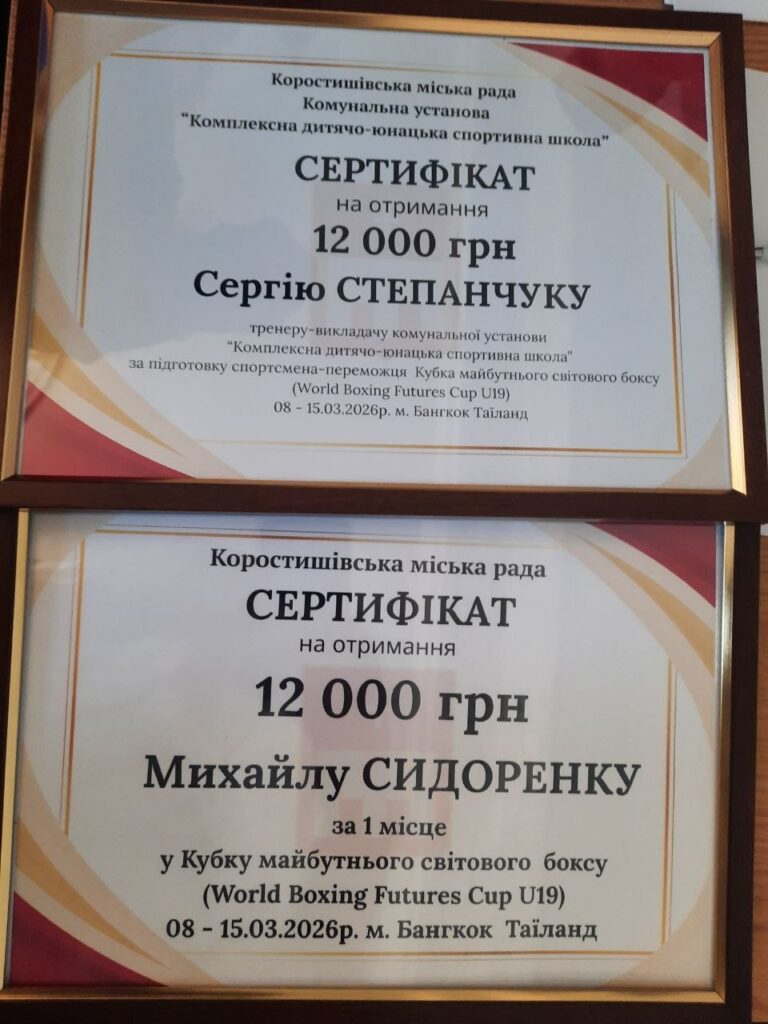 Коростишівська міська рада
Комунальна установа
"Комплексна дитячо-юнацька спортивна школа"
СЕРТИФІКАТ
на отримання
12 000 грн
Сергію СТЕПАНЧУКУ
тренеру-викладачу комунальної установи
"Комплексна дитячо-юнацька спортивна школа"
за підготовку спортсмена-переможця Кубка майбутнього світового боксу
(World Boxing Futures Cup U19)
08 - 15.03.2026р. м. Бангкок Таїланд
Коростишівська міська рада
СЕРТИФІКАТ
на отримання
12 000 грн
Михайлу СИДОРЕНКУ
за 1 місце
у Кубку майбутнього світового боксу
(World Boxing Futures Cup U19)
08 - 15.03.2026р. м. Бангкок Таїланд